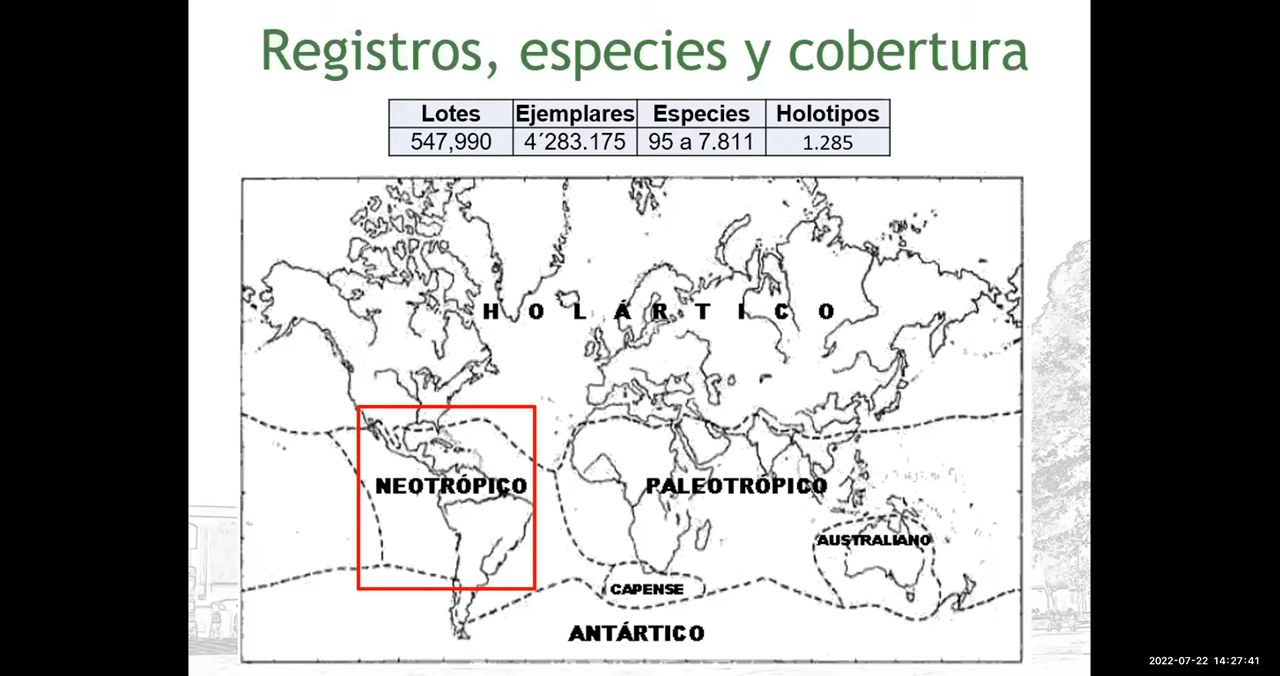 Registros, especies y cobertura
Lotes Ejemplares Especies Holotipos
547,990 4´283.175 95 a 7.811 1.285
H O L Á R T I C O
NEOTRÓPICO PALEOTRÓPICO
AUSTRALIANO
CAPENSE
ANTÁRTICO
2022-07-22 14:27:41